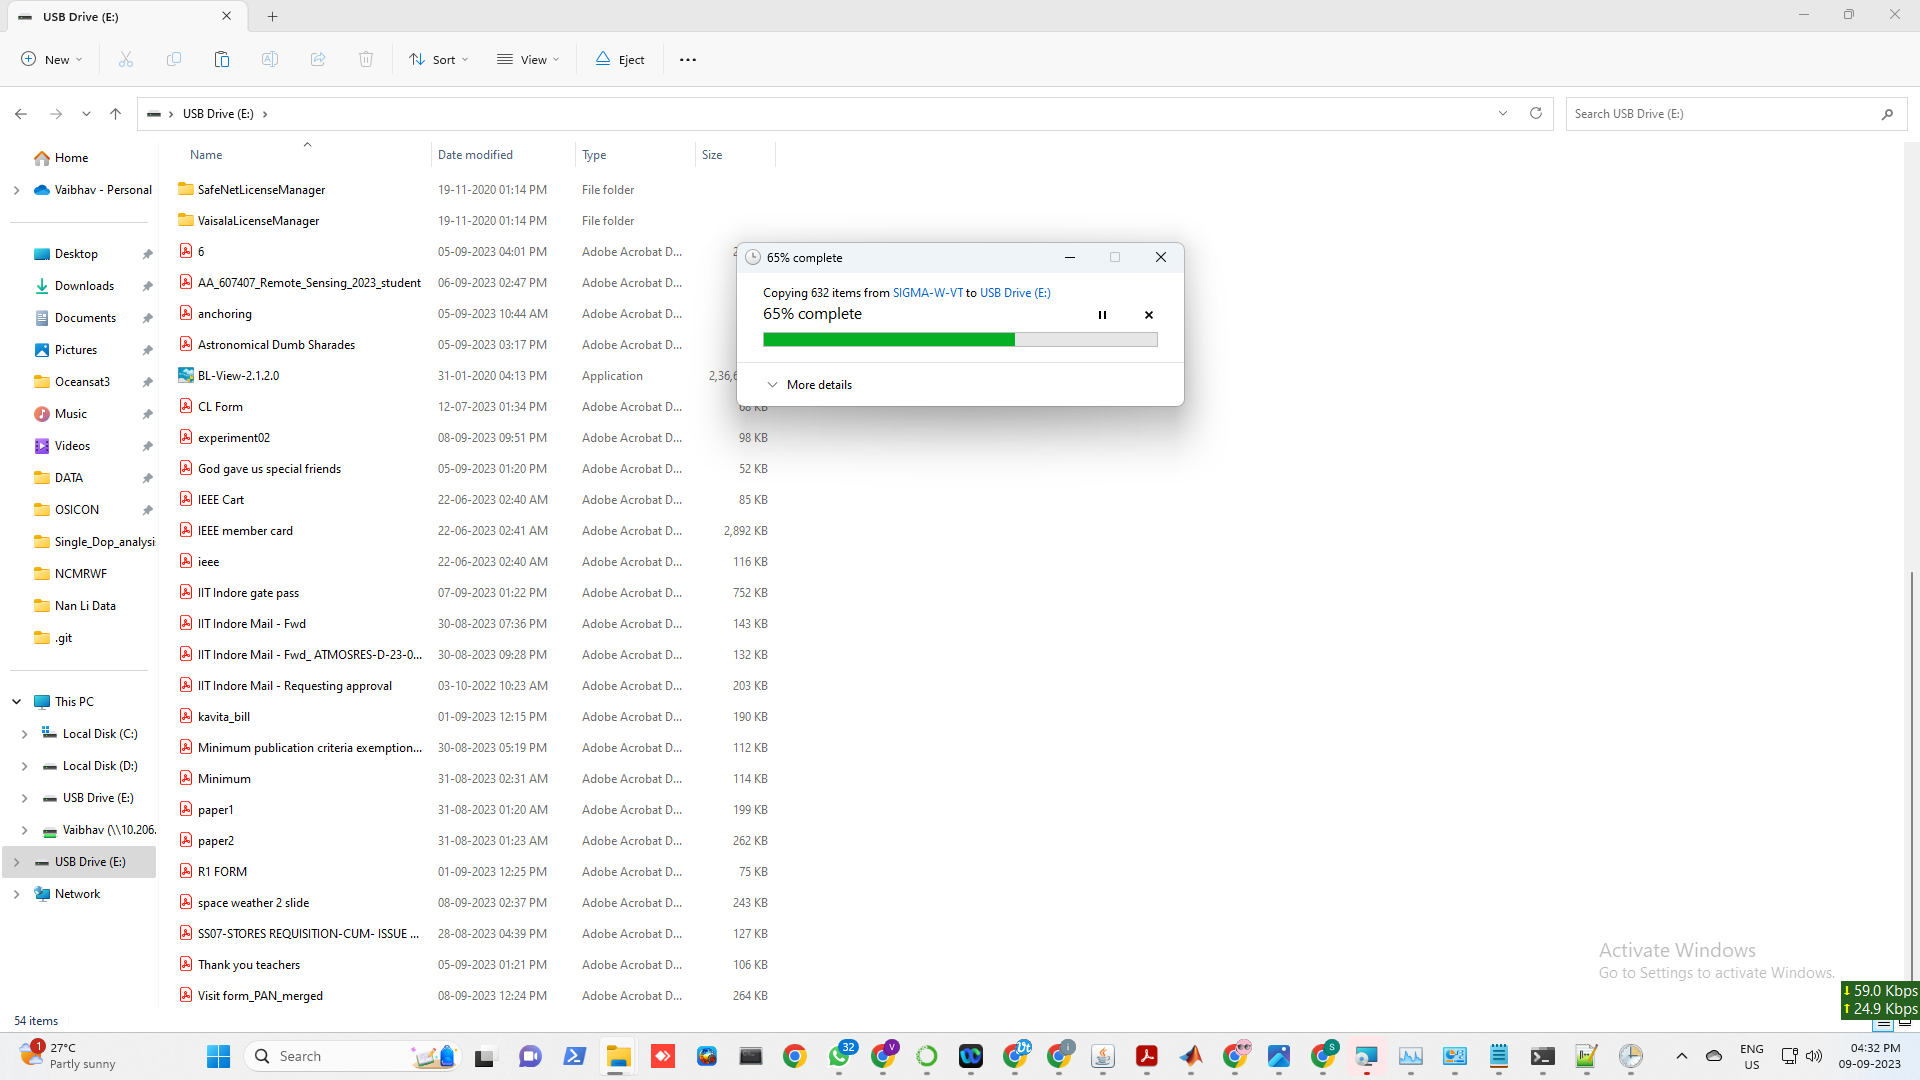 USB Drive (E:)
New
Sort
View
Eject
USB Drive (E:)
Search USB Drive (E:)
Name Date modified Type Size
Home
Vaibhav - Personal
Desktop
Downloads
Documents
Pictures
Oceansat3
Music
Videos
DATA
OSICON
Single_Dop_analysi
NCMRWF
Nan Li Data
.git
This PC
Local Disk (C:)
Local Disk (D:)
USB Drive (E:)
Vaibhav (\\10.206.
USB Drive (E:)
Network
SafeNetLicenseManager 19-11-2020 01:14 PM File folder
VaisalaLicenseManager 19-11-2020 01:14 PM File folder
6 05-09-2023 04:01 PM Adobe Acrobat D... 2
AA_607407_Remote_Sensing_2023_student 06-09-2023 02:47 PM Adobe Acrobat D...
anchoring 05-09-2023 10:44 AM Adobe Acrobat D...
Astronomical Dumb Sharades 05-09-2023 03:17 PM Adobe Acrobat D...
BL-View-2.1.2.0 31-01-2020 04:13 PM Application 2,36,6
CL Form 12-07-2023 01:34 PM Adobe Acrobat D... 68 KB
experiment02 08-09-2023 09:51 PM Adobe Acrobat D... 98 KB
God gave us special friends 05-09-2023 01:20 PM Adobe Acrobat D... 52 KB
IEEE Cart 22-06-2023 02:40 AM Adobe Acrobat D... 85 KB
IEEE member card 22-06-2023 02:41 AM Adobe Acrobat D... 2,892 KB
ieee 22-06-2023 02:40 AM Adobe Acrobat D... 116 KB
IIT Indore gate pass 07-09-2023 01:22 PM Adobe Acrobat D... 752 KB
IIT Indore Mail - Fwd 30-08-2023 07:36 PM Adobe Acrobat D... 143 KB
IIT Indore Mail - Fwd_ ATMOSRES-D-23-0... 30-08-2023 09:28 PM Adobe Acrobat D... 132 KB
IIT Indore Mail - Requesting approval 03-10-2022 10:23 AM Adobe Acrobat D... 203 KB
kavita_bill 01-09-2023 12:15 PM Adobe Acrobat D... 190 KB
Minimum publication criteria exemption... 30-08-2023 05:19 PM Adobe Acrobat D... 112 KB
Minimum 31-08-2023 02:31 AM Adobe Acrobat D... 114 KB
paper1 31-08-2023 01:20 AM Adobe Acrobat D... 199 KB
paper2 31-08-2023 01:23 AM Adobe Acrobat D... 262 KB
R1 FORM 01-09-2023 12:25 PM Adobe Acrobat D... 75 KB
space weather 2 slide 08-09-2023 02:37 PM Adobe Acrobat D... 243 KB
SS07-STORES REQUISITION-CUM- ISSUE ... 28-08-2023 04:39 PM Adobe Acrobat D... 127 KB
Thank you teachers 05-09-2023 01:21 PM Adobe Acrobat D... 106 KB
Visit form_PAN_merged 08-09-2023 12:24 PM Adobe Acrobat D... 264 KB
65% complete
Copying 632 items from SIGMA-W-VT to USB Drive (E:)
65% complete
More details
Activate Windows
Go to Settings to activate Windows.
59.0 Kbps
24.9 Kbps
54 items
1
27°C
Partly sunny
Search
32
V
Vt
i
S
ENG
US
04:32 PM
09-09-2023